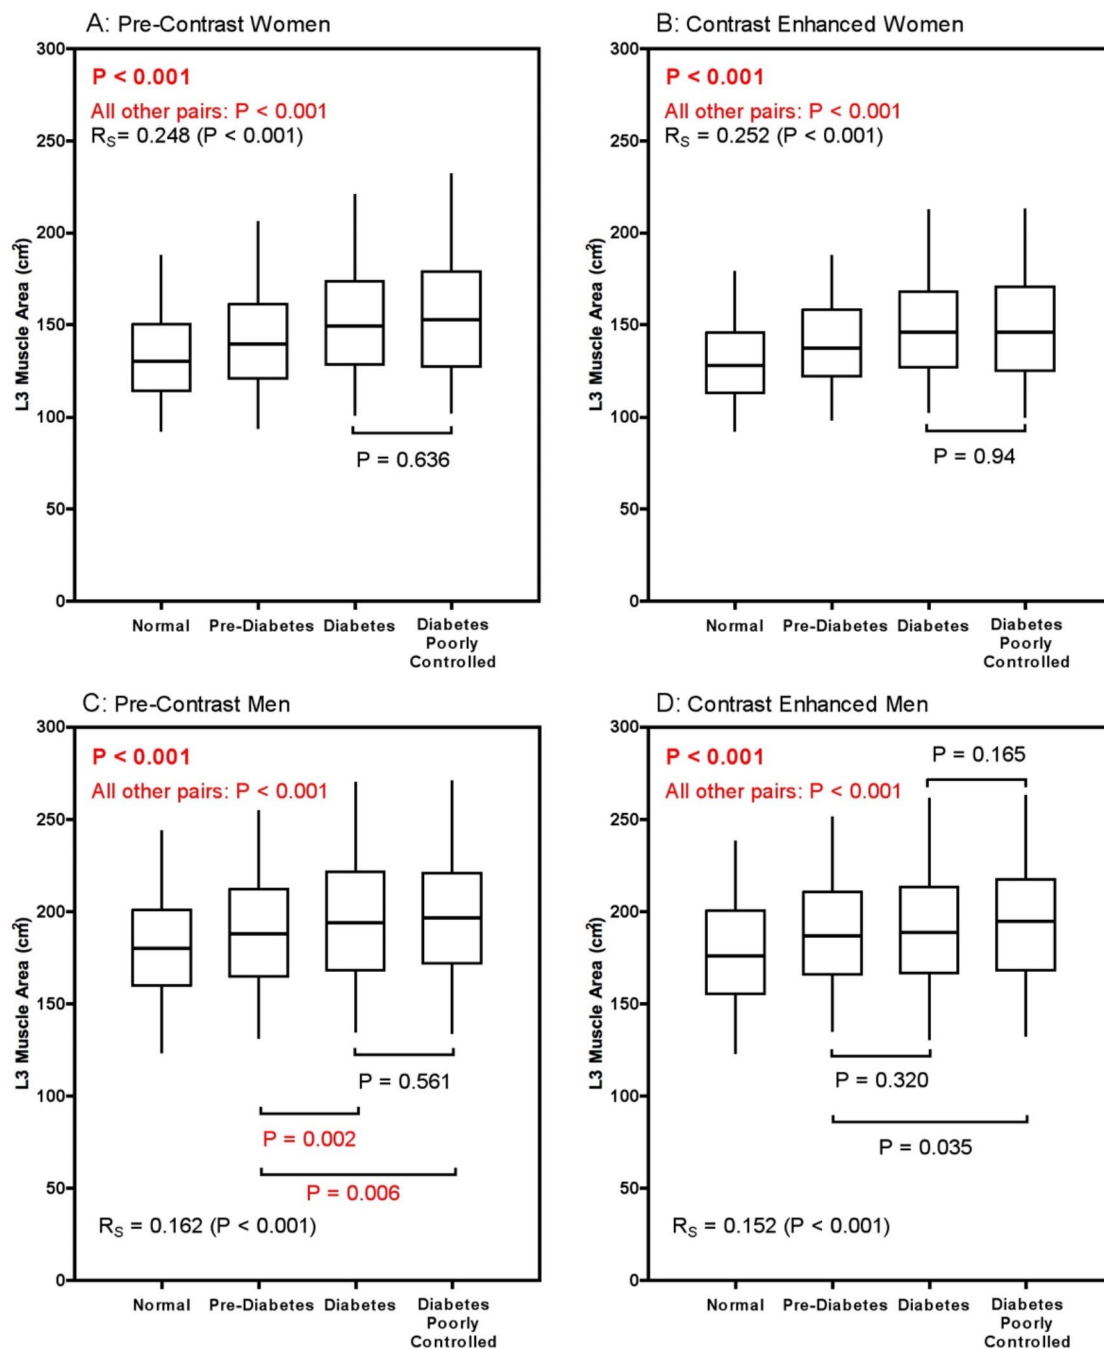 A: Pre-Contrast Women
300
250
200
150
100
50
0
L3 Muscle Area (cm²)
P < 0.001
All other pairs: P < 0.001
R_S= 0.248 (P < 0.001)
P = 0.636
Normal
Pre-Diabetes
Diabetes
Diabetes
Poorly
Controlled
B: Contrast Enhanced Women
300
250
200
150
100
50
0
L3 Muscle Area (cm²)
P < 0.001
All other pairs: P < 0.001
R_S = 0.252 (P < 0.001)
P = 0.94
Normal
Pre-Diabetes
Diabetes
Diabetes
Poorly
Controlled
C: Pre-Contrast Men
300
250
200
150
100
50
0
L3 Muscle Area (cm²)
P < 0.001
All other pairs: P < 0.001
P = 0.561
P = 0.002
P = 0.006
R_S = 0.162 (P < 0.001)
Normal
Pre-Diabetes
Diabetes
Diabetes
Poorly
Controlled
D: Contrast Enhanced Men
300
250
200
150
100
50
0
L3 Muscle Area (cm²)
P < 0.001
P = 0.165
All other pairs: P < 0.001
P = 0.320
P = 0.035
R_S = 0.152 (P < 0.001)
Normal
Pre-Diabetes
Diabetes
Diabetes
Poorly
Controlled